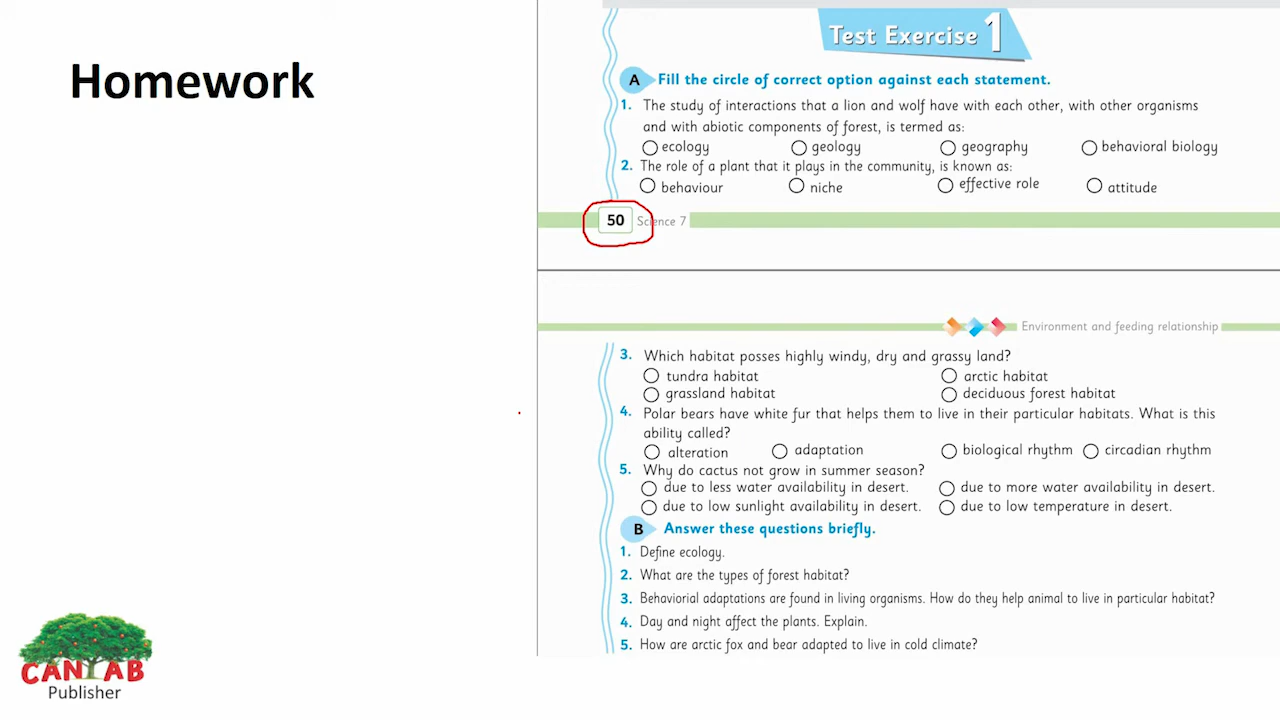 Homework
Test Exercise 1
A Fill the circle of correct option against each statement.
1. The study of interactions that a lion and wolf have with each other, with other organisms
and with abiotic components of forest, is termed as:
ecology geology geography behavioral biology
2. The role of a plant that it plays in the community, is known as:
behaviour niche effective role attitude
50 Science 7
Environment and feeding relationship
3. Which habitat posses highly windy, dry and grassy land?
tundra habitat arctic habitat
grassland habitat deciduous forest habitat
4. Polar bears have white fur that helps them to live in their particular habitats. What is this
ability called?
alteration adaptation biological rhythm circadian rhythm
5. Why do cactus not grow in summer season?
due to less water availability in desert. due to more water availability in desert.
due to low sunlight availability in desert. due to low temperature in desert.
B Answer these questions briefly.
1. Define ecology.
2. What are the types of forest habitat?
3. Behaviorial adaptations are found in living organisms. How do they help animal to live in particular habitat?
4. Day and night affect the plants. Explain.
5. How are arctic fox and bear adapted to live in cold climate?
CANTAB
Publisher